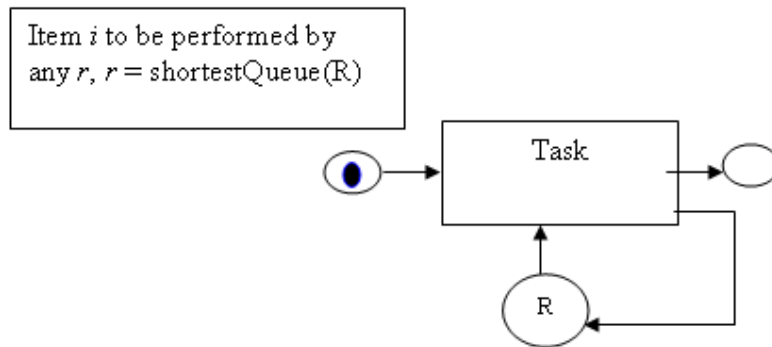 Item i to be performed by
any r, r = shortestQueue(R)
Task
R